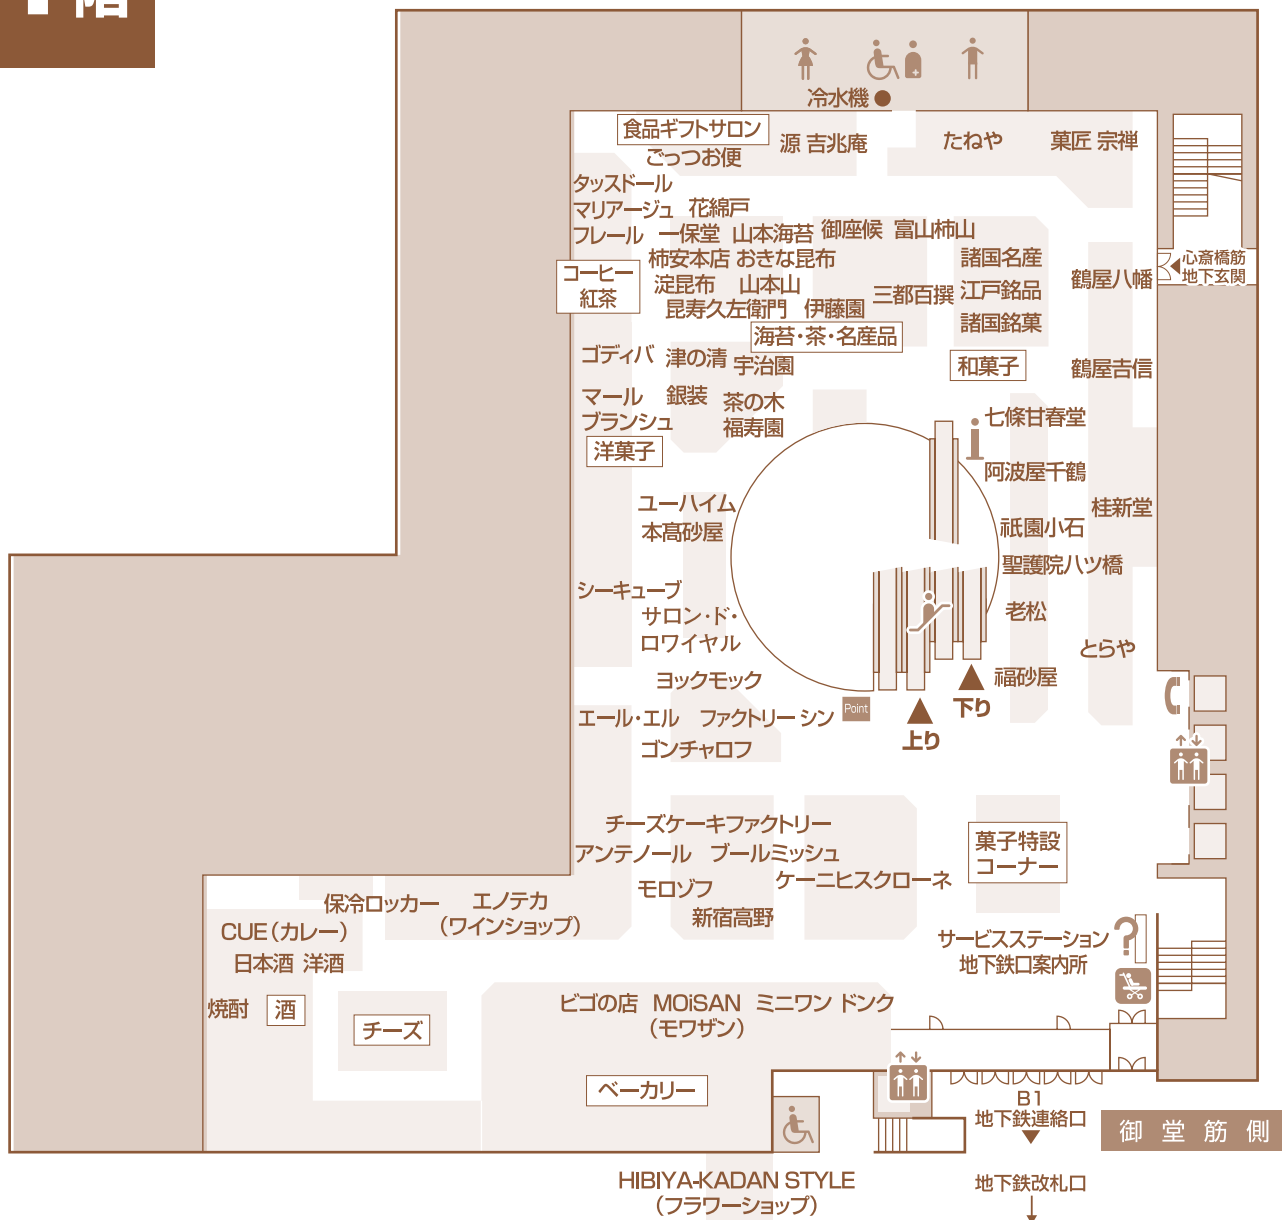 階
冷水機
食品ギフトサロン
ごっつお便
源 吉兆庵
たねや
菓匠 宗禅
タッスドール
マリアージュ
フレール
花綿戸
一保堂
山本海苔
御座候
富山柿山
柿安本店
おきな昆布
諸国名産
心斎橋筋
地下玄関
コーヒー
紅茶
淀昆布
山本山
鶴屋八幡
昆寿久左衛門
伊藤園
三都百撰
江戸銘品
諸国銘菓
海苔・茶・名産品
ゴディバ
津の清
宇治園
和菓子
鶴屋吉信
マール
ブランシュ
銀装
茶の木
福寿園
七條甘春堂
洋菓子
阿波屋千鶴
ユーハイム
本髙砂屋
祇園小石
桂新堂
聖護院八ツ橋
シーキューブ
サロン・ド・
ロワイヤル
老松
とらや
ヨックモック
福砂屋
エール・エル
ファクトリー シン
Point
下り
上り
ゴンチャロフ
チーズケーキファクトリー
アンテノール
ブールミッシュ
菓子特設
コーナー
モロゾフ
ケーニヒスクローネ
新宿高野
保冷ロッカー
エノテカ
(ワインショップ)
CUE(カレー)
日本酒 洋酒
サービスステーション
地下鉄口案内所
焼酎
酒
チーズ
ビゴの店
MOiSAN
(モワザン)
ミニワン
ドンク
ベーカリー
B1
地下鉄連絡口
御堂筋側
HIBIYA-KADAN STYLE
(フラワーショップ)
地下鉄改札口